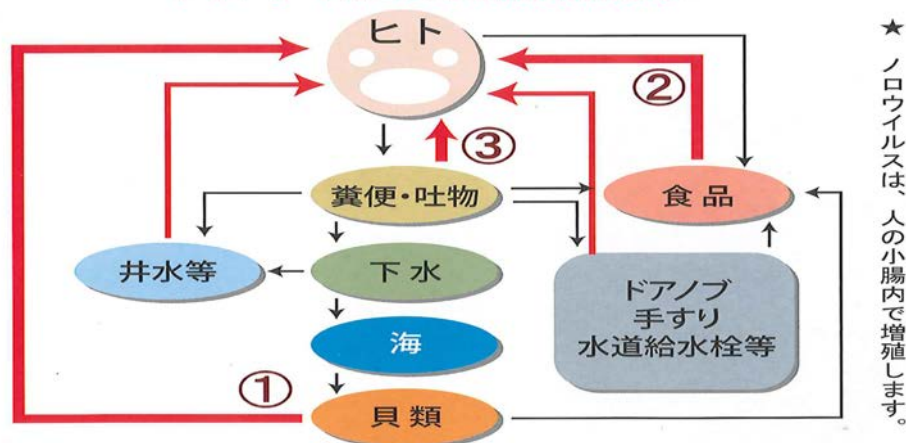 ヒト
②
③
糞便・吐物
食品
井水等
下水
ドアノブ
手すり
水道給水栓等
海
①
貝類
★ ノロウイルスは、人の小腸内で増殖します。